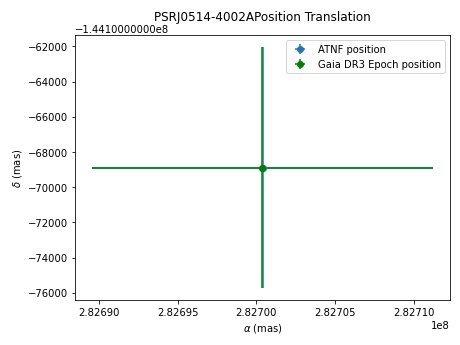 PSRJ0514-4002APosition Translation
−1.4410000000e8
ATNF position
Gaia DR3 Epoch position
−62000
−64000
−66000
−68000
−70000
−72000
−74000
−76000
δ (mas)
2.82690 2.82695 2.82700 2.82705 2.82710
1e8
α (mas)